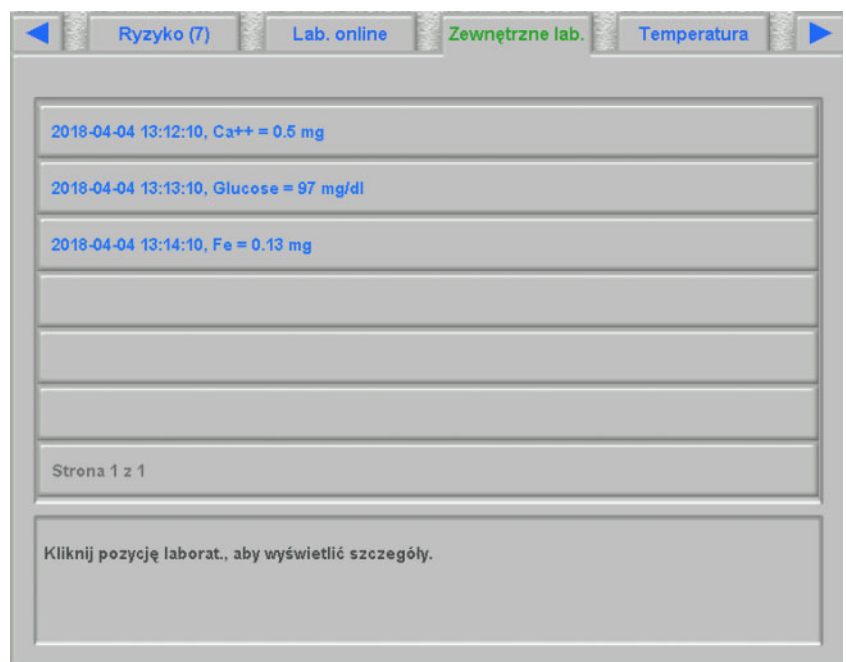 Ryzyko (7) Lab. online Zewnętrzne lab. Temperatura
2018-04-04 13:12:10, Ca++ = 0.5 mg
2018-04-04 13:13:10, Glucose = 97 mg/dl
2018-04-04 13:14:10, Fe = 0.13 mg
Strona 1 z 1
Kliknij pozycję laborat., aby wyświetlić szczegóły.